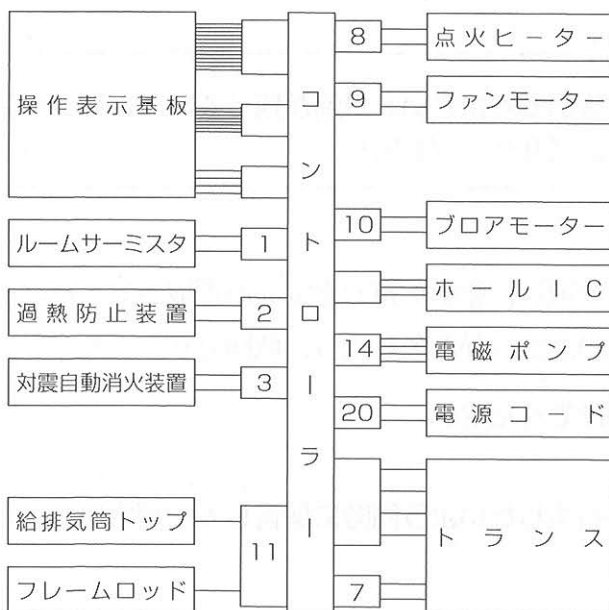 操作表示基板
ルームサーミスタ
1
過熱防止装置
2
対震自動消火装置
3
給排気筒トップ
フレームロッド
11
コントローラー
8
点火ヒーター
9
ファンモーター
10
ブロアモーター
ホールIC
14
電磁ポンプ
20
電源コード
トランス
7